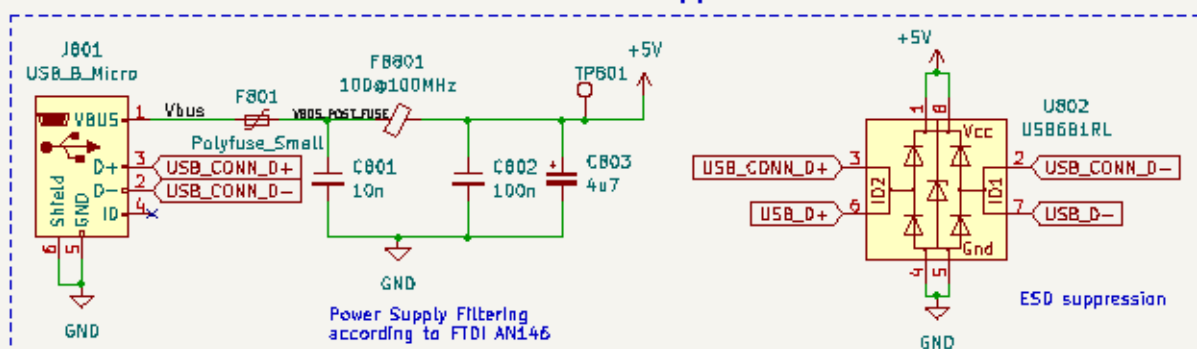 J801
USB_B_Micro
VBUS
D+
D-
ID
Shield
GND
1
3
2
4
6
5
GND
Vbus
F801
Polyfuse_Small
VBUS_POST_FUSE
FB801
100@100MHz
C801
10n
C802
100n
C803
4u7
TP801
+5V
USB_CONN_D+
USB_CONN_D-
GND
Power Supply Filtering
according to FTDI AN146
+5V
U802
USB6B1RL
1
8
Vcc
USB_CONN_D+
3
2
USB_CONN_D-
ID2
ID1
USB_D+
6
7
USB_D-
Gnd
4
5
GND
ESD suppression